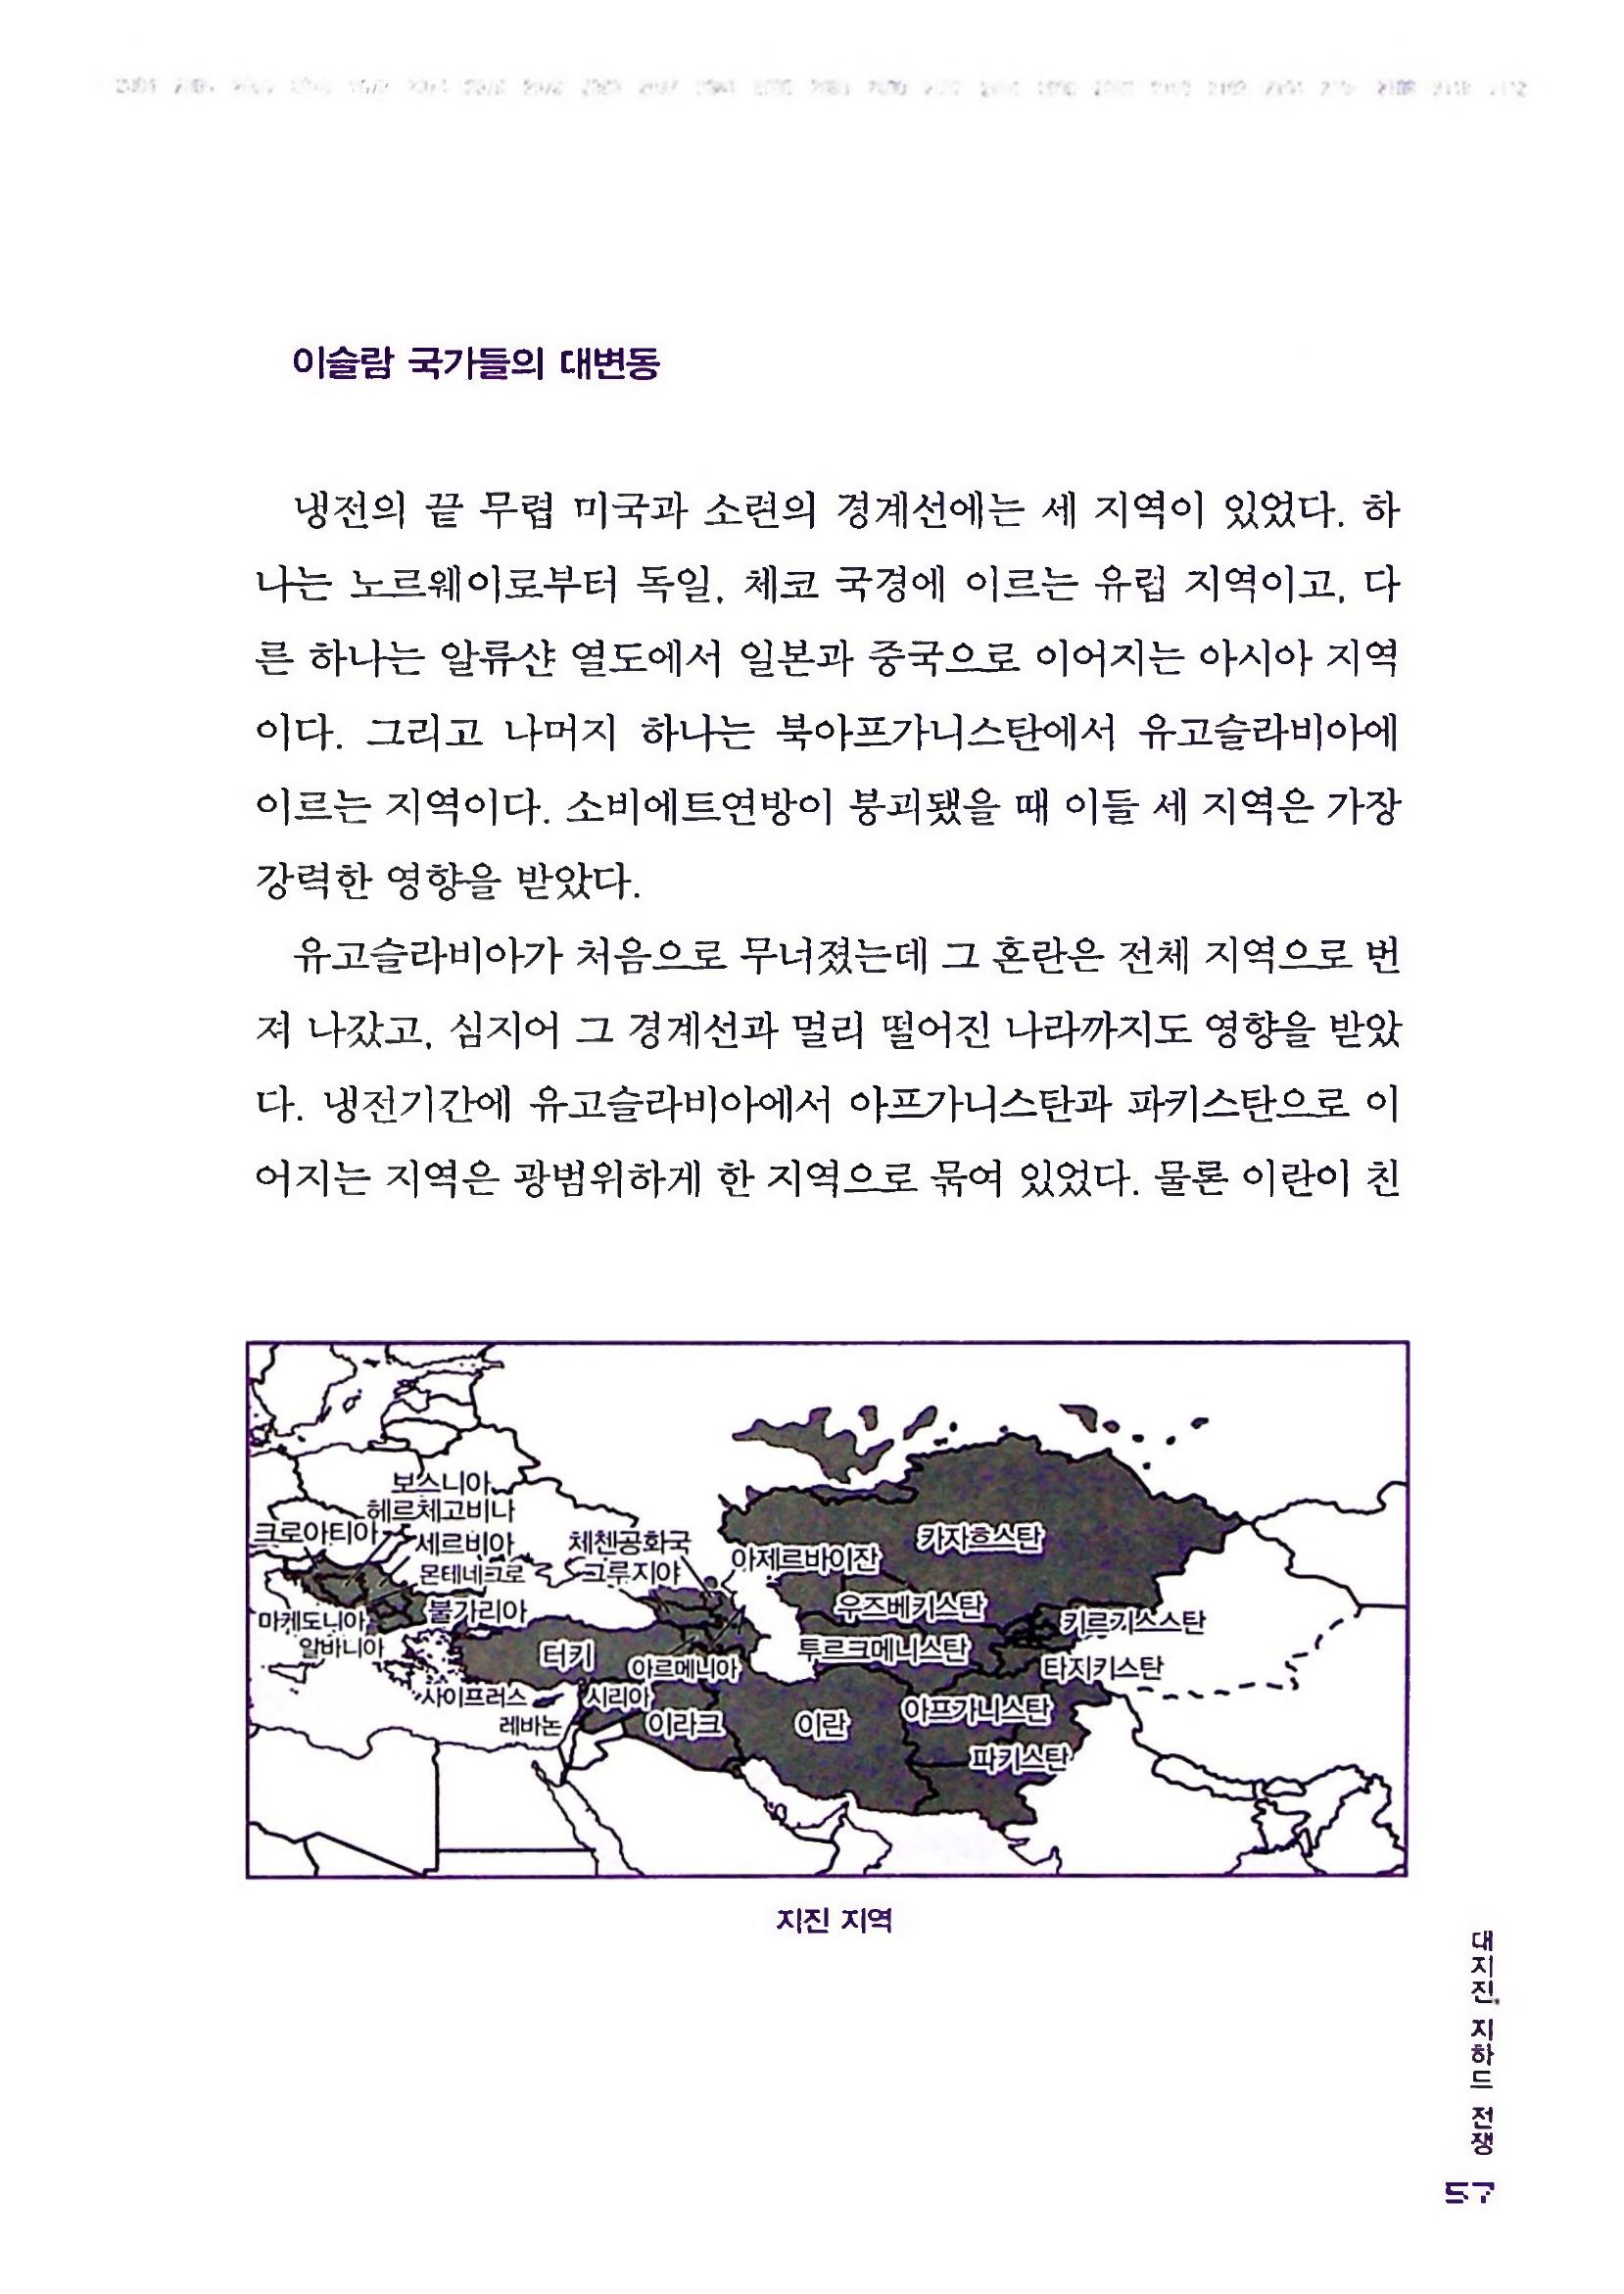 이슬람 국가들의 대변동
냉전의 끝 무렵 미국과 소련의 경계선에는 세 지역이 있었다. 하
나는 노르웨이로부터 독일, 체코 국경에 이르는 유럽 지역이고, 다
른 하나는 알류샨 열도에서 일본과 중국으로 이어지는 아시아 지역
이다. 그리고 나머지 하나는 북아프가니스탄에서 유고슬라비아에
이르는 지역이다. 소비에트연방이 붕괴됐을 때 이들 세 지역은 가장
강력한 영향을 받았다.
유고슬라비아가 처음으로 무너졌는데 그 혼란은 전체 지역으로 번
져 나갔고, 심지어 그 경계선과 멀리 떨어진 나라까지도 영향을 받았
다. 냉전기간에 유고슬라비아에서 아프가니스탄과 파키스탄으로 이
어지는 지역은 광범위하게 한 지역으로 묶여 있었다. 물론 이란이 친
보스니아
헤르체고비나
크로아티아
세르비아
몬테네그로
체첸공화국
그루지야
아제르바이잔
카자흐스탄
마케도니아
불가리아
알바니아
우즈베키스탄
키르기스스탄
터키
아르메니아
투르크메니스탄
타지키스탄
사이프러스
시리아
레바논
이라크
이란
아프가니스탄
파키스탄
지진 지역
대지진, 지하드 전쟁
57